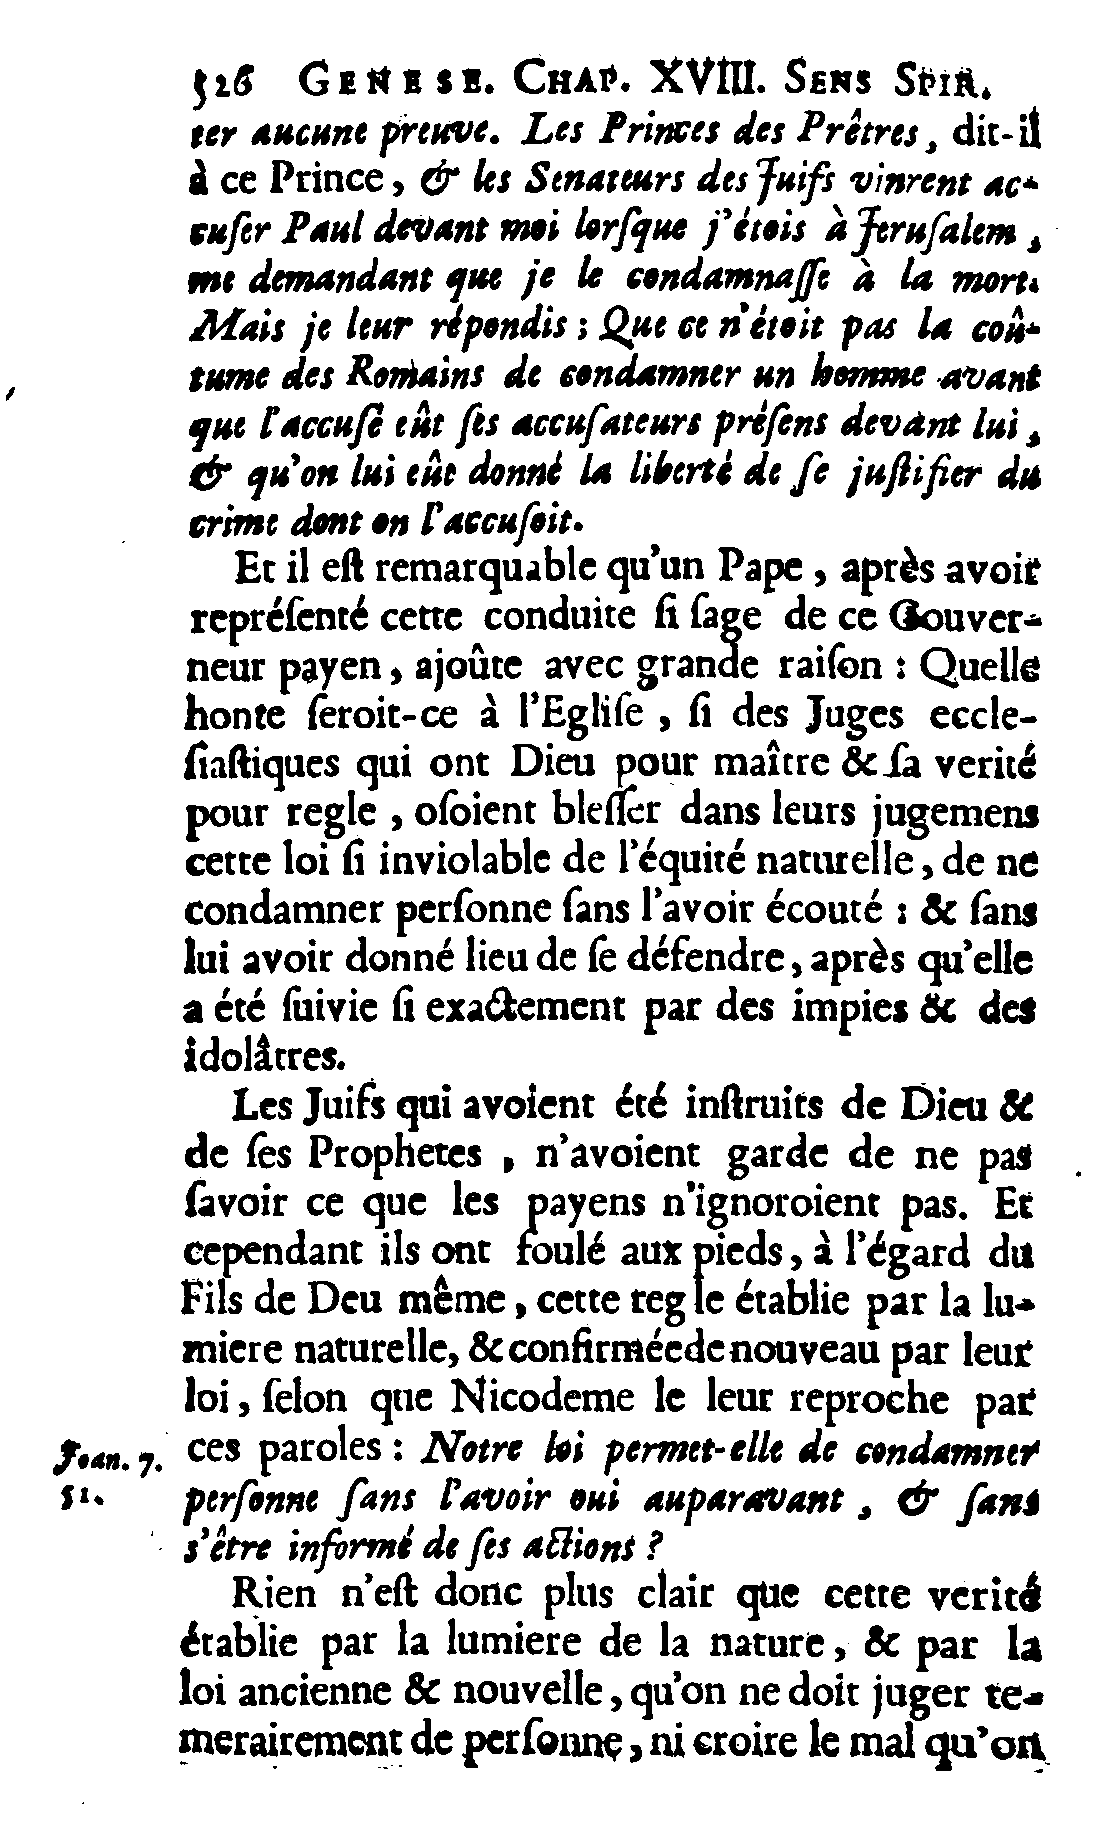 526 GENESE. CHAP. XVIII. SENS SPIR.
ter aucune preuve. Les Princes des Prêtres, dit-il
à ce Prince, & les Senateurs des Juifs vinrent ac-
cuſer Paul devant moi lorſque j'étois à Jeruſalem,
me demandant que je le condamnaſſe à la mort.
Mais je leur répondis ; Que ce n'étoit pas la coû-
tume des Romains de condamner un homme avant
que l'accuſé eût ſes accuſateurs préſens devant lui,
& qu'on lui eût donné la liberté de ſe juſtifier du
crime dont on l'accuſoit.
Et il eſt remarquable qu'un Pape, après avoir
repréſenté cette conduite ſi ſage de ce Gouver-
neur payen, ajoûte avec grande raiſon : Quelle
honte ſeroit-ce à l'Egliſe, ſi des Juges eccle-
ſiaſtiques qui ont Dieu pour maître & ſa verité
pour regle, oſoient bleſſer dans leurs jugemens
cette loi ſi inviolable de l'équité naturelle, de ne
condamner perſonne ſans l'avoir écouté : & ſans
lui avoir donné lieu de ſe défendre, après qu'elle
a été ſuivie ſi exactement par des impies & des
idolâtres.
Les Juifs qui avoient été inſtruits de Dieu &
de ſes Prophetes, n'avoient garde de ne pas
ſavoir ce que les payens n'ignoroient pas. Et
cependant ils ont foulé aux pieds, à l'égard du
Fils de Deu même, cette regle établie par la lu-
miere naturelle, & confirmée de nouveau par leur
loi, ſelon que Nicodeme le leur reproche par
ces paroles : Notre loi permet-elle de condamner
Joan. 7.
51.
perſonne ſans l'avoir oui auparavant, & ſans
s'être informé de ſes actions ?
Rien n'eſt donc plus clair que cette verité
établie par la lumiere de la nature, & par la
loi ancienne & nouvelle, qu'on ne doit juger te-
merairement de perſonne, ni croire le mal qu'on